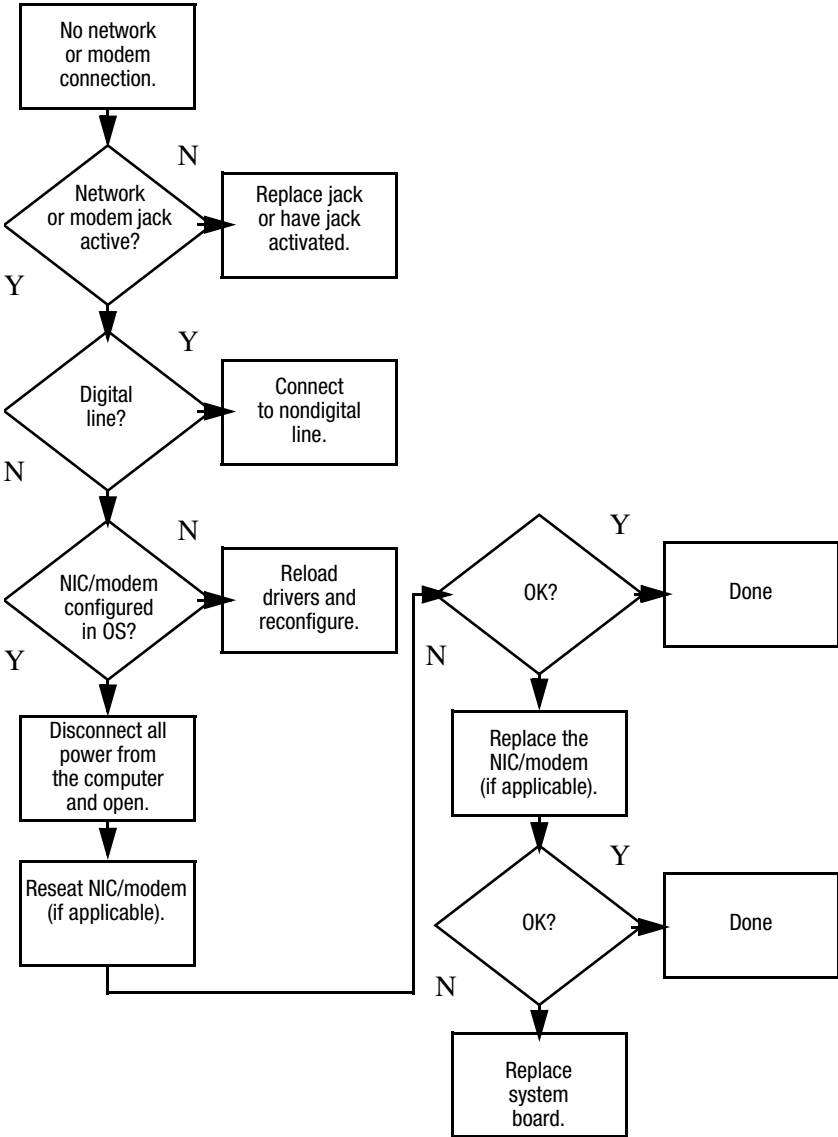 No network
or modem
connection.
N
Network
or modem jack
active?
Replace jack
or have jack
activated.
Y
Y
Digital
line?
Connect
to nondigital
line.
N
N
NIC/modem
configured
in OS?
Reload
drivers and
reconfigure.
Y
Disconnect all
power from
the computer
and open.
Reseat NIC/modem
(if applicable).
Y
OK?
Done
N
Replace the
NIC/modem
(if applicable).
Y
OK?
Done
N
Replace
system
board.